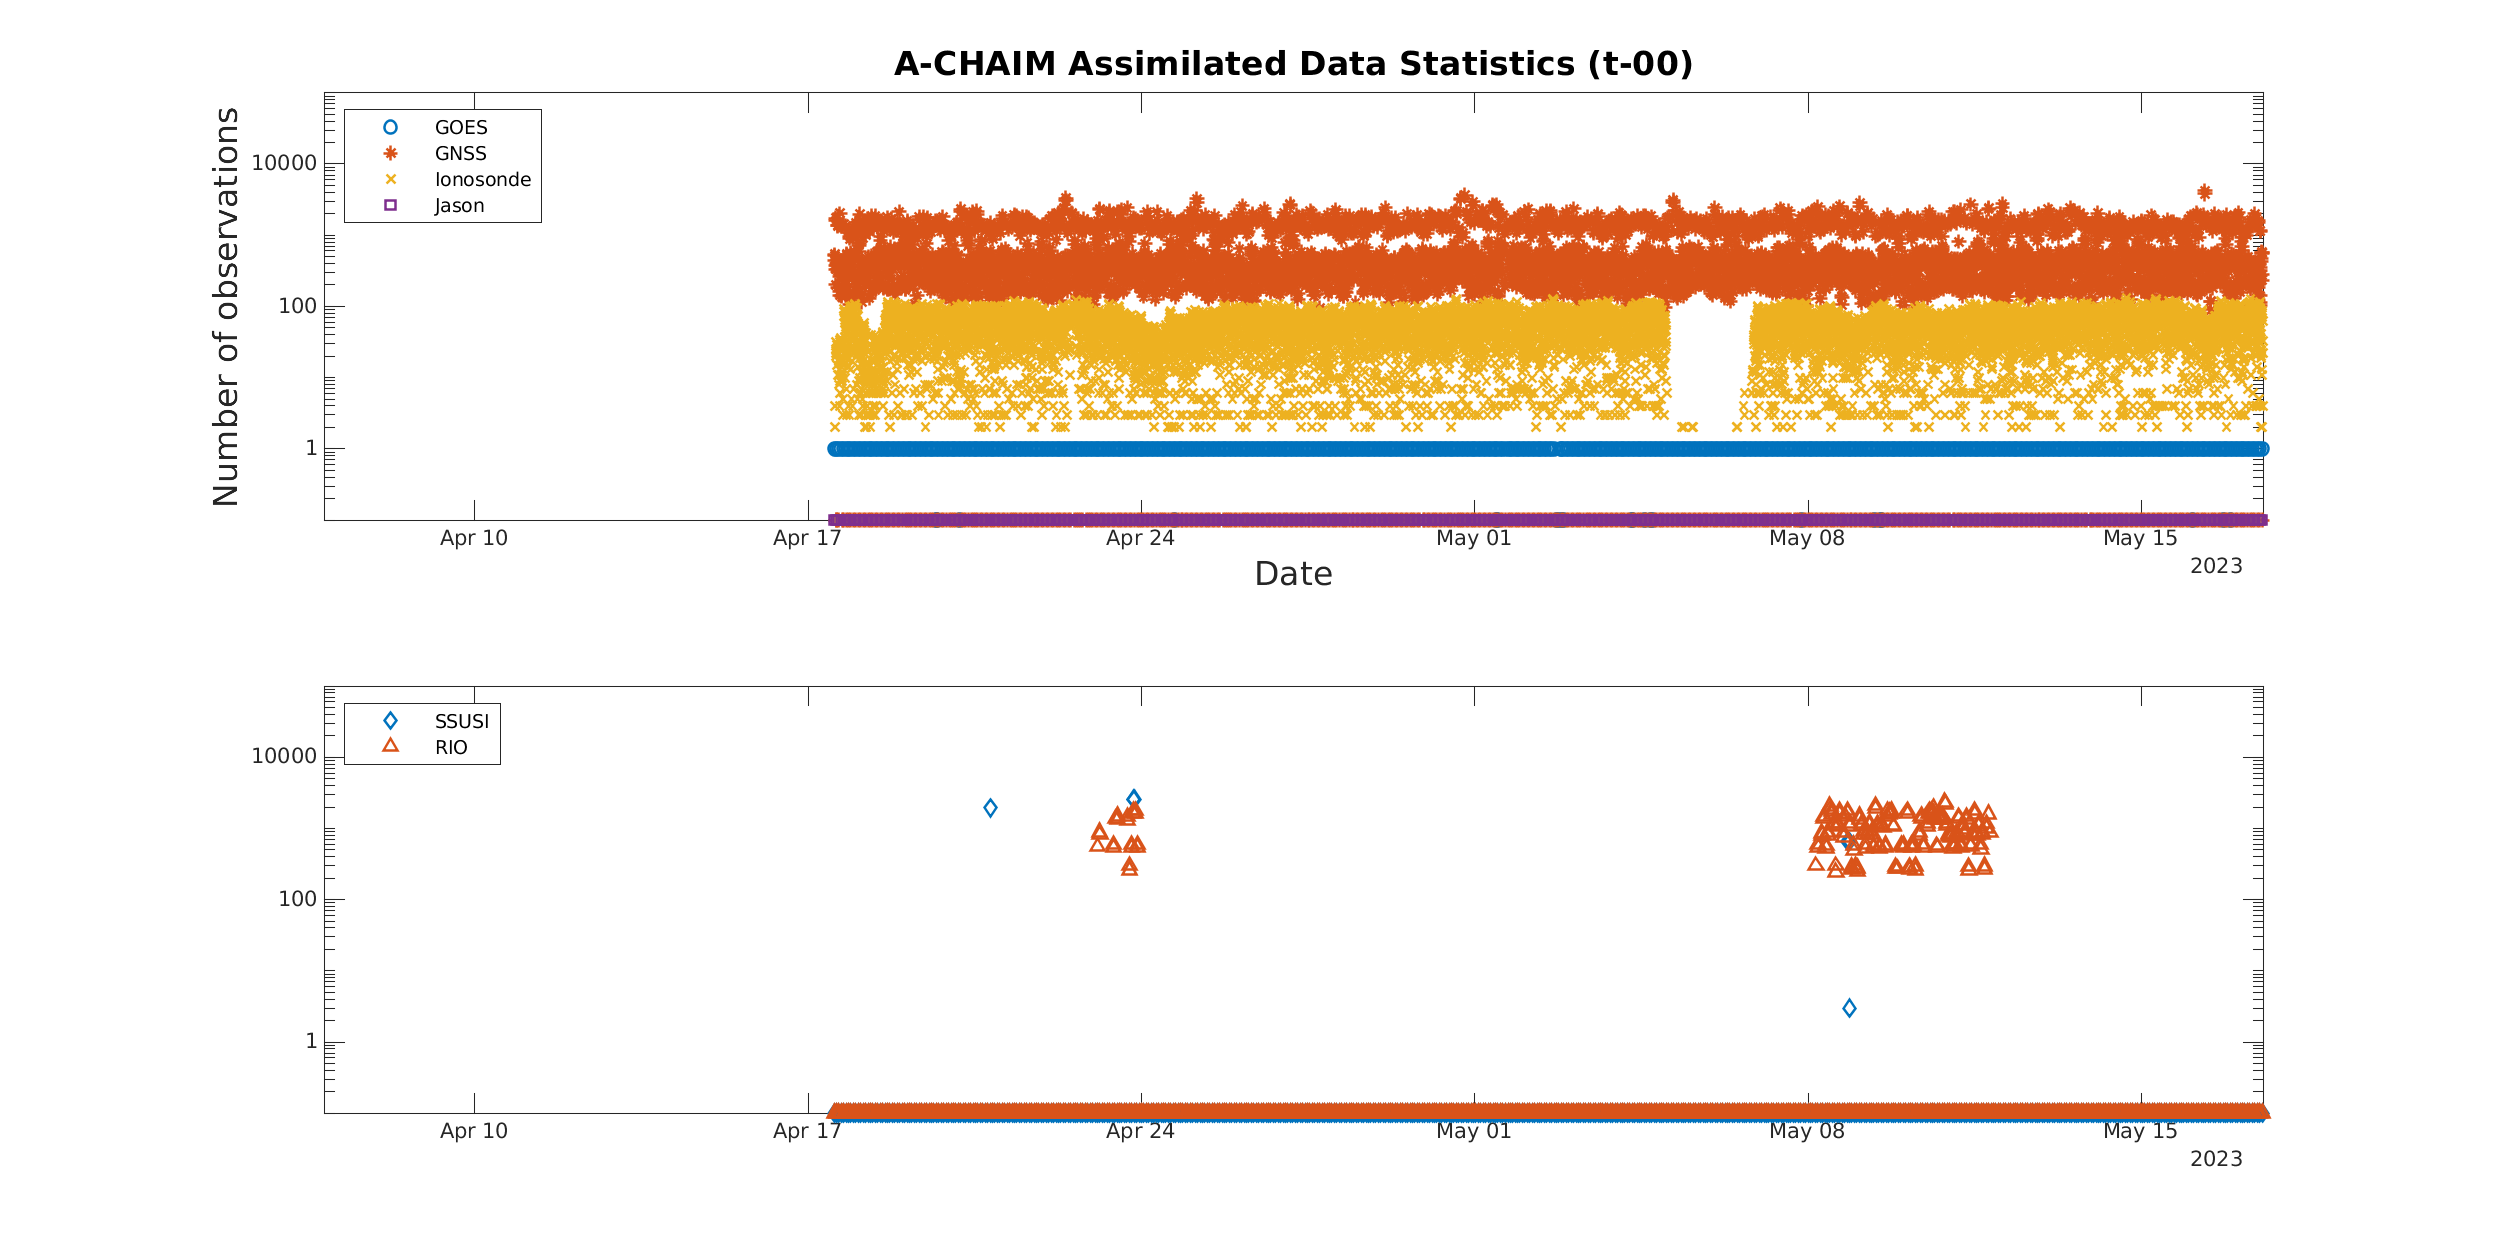 A-CHAIM Assimilated Data Statistics (t-00)
Number of observations
10000
100
1
GOES
GNSS
Ionosonde
Jason
Apr 10 Apr 17 Apr 24 May 01 May 08 May 15
2023
Date
10000
100
1
SSUSI
RIO
Apr 10 Apr 17 Apr 24 May 01 May 08 May 15
2023